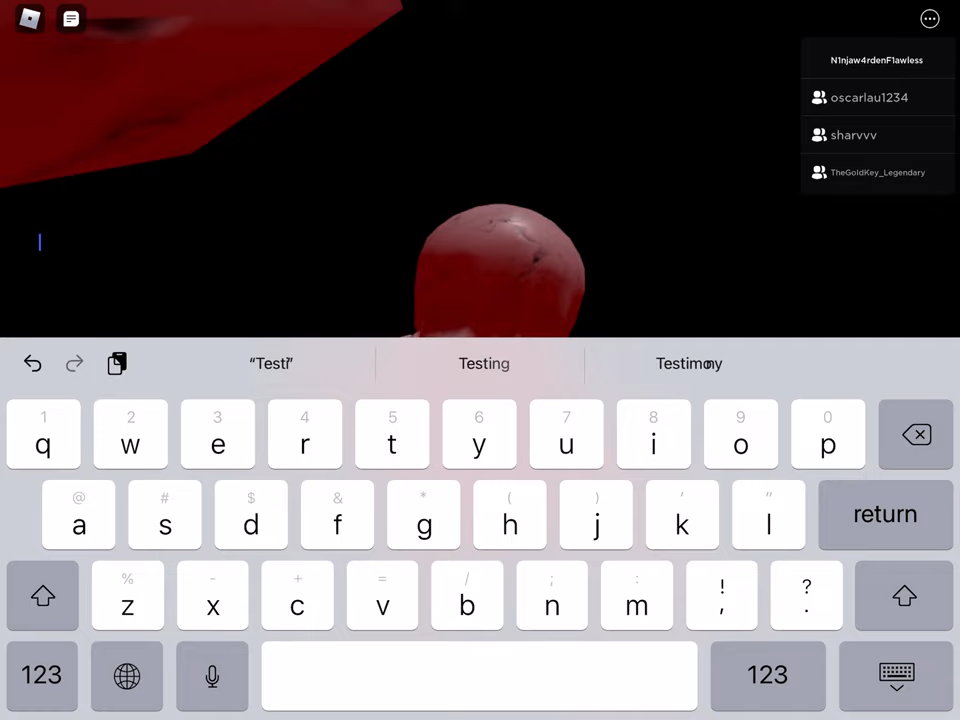 N1njaw4rdenF1awless
oscarlau1234
sharvvv
TheGoldKey_Legendary
“Testi” Testing Testimony
1 2 3 4 5 6 7 8 9 0
q w e r t y u i o p
@ # $ & * ( ) ‘ “
a s d f g h j k l return
% - + = / ; : ! ?
z x c v b n m , .
123 123